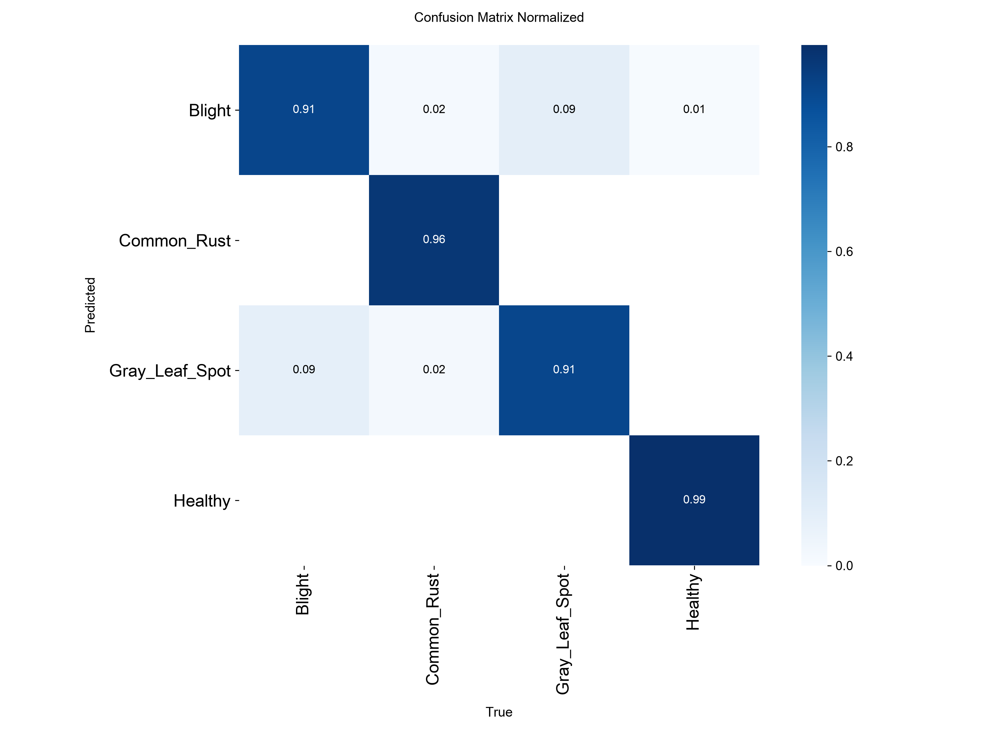 Confusion Matrix Normalized
Blight
0.91
0.02
0.09
0.01
0.8
Common_Rust
0.96
0.6
Predicted
Gray_Leaf_Spot
0.09
0.02
0.91
0.4
Healthy
0.99
0.2
0.0
Blight
Common_Rust
Gray_Leaf_Spot
Healthy
True